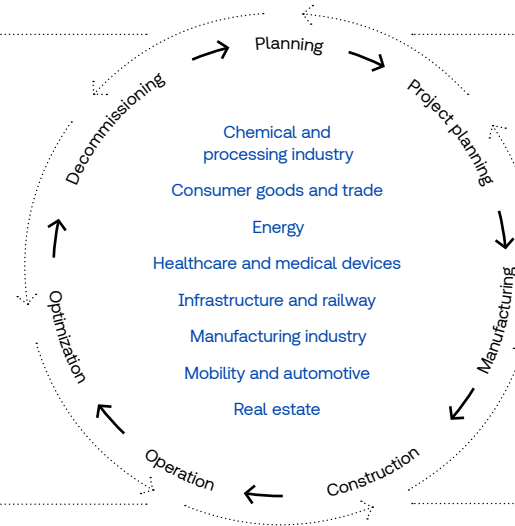 Planning
Project planning
Manufacturing
Construction
Operation
Optimization
Decommissioning
Chemical and
processing industry
Consumer goods and trade
Energy
Healthcare and medical devices
Infrastructure and railway
Manufacturing industry
Mobility and automotive
Real estate